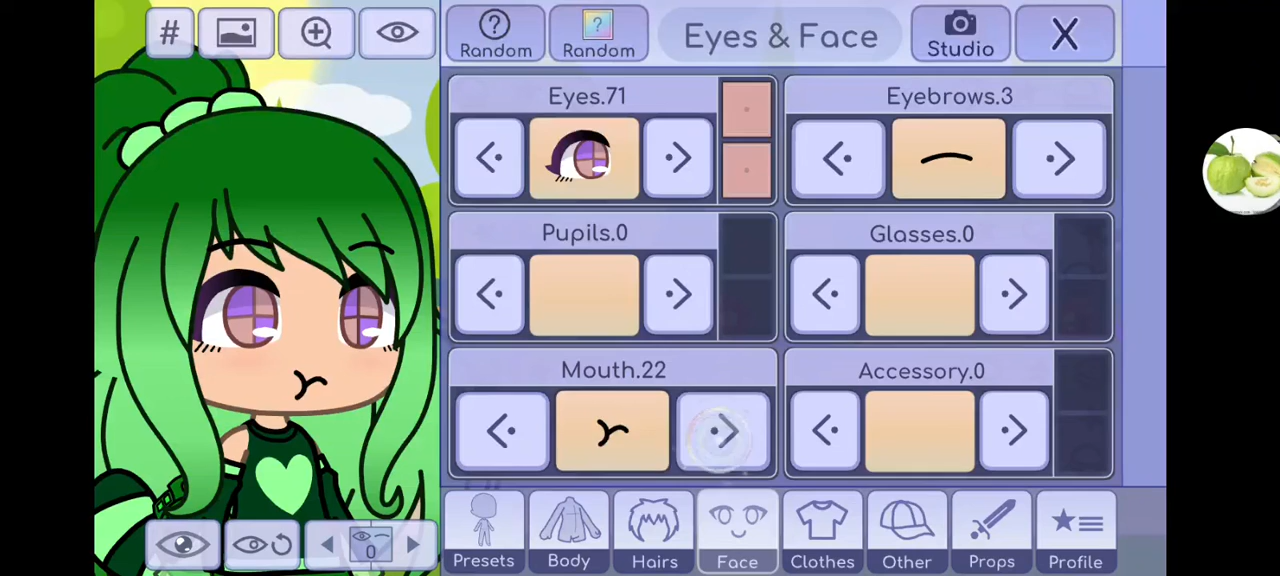 #
?
Random
?
Random
Eyes & Face
Studio
X
Eyes.71
Eyebrows.3
Pupils.0
Glasses.0
Mouth.22
Accessory.0
0
Presets
Body
Hairs
Face
Clothes
Other
Props
Profile